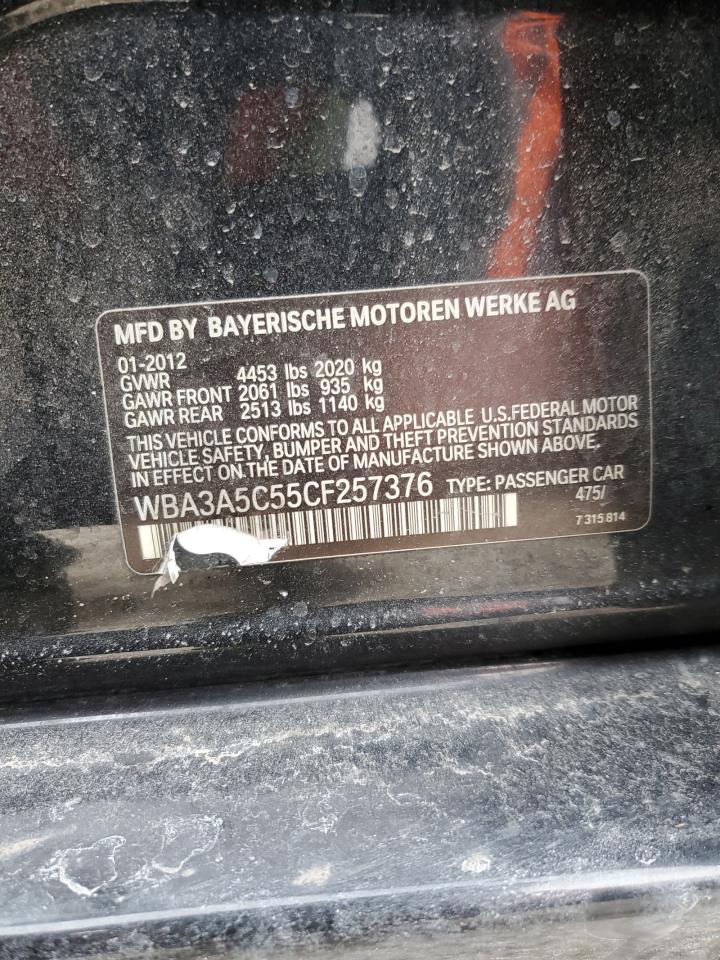 MFD BY BAYERISCHE MOTOREN WERKE AG
01-2012
GVWR 4453 lbs 2020 kg
GAWR FRONT 2061 lbs 935 kg
GAWR REAR 2513 lbs 1140 kg
THIS VEHICLE CONFORMS TO ALL APPLICABLE U.S.FEDERAL MOTOR
VEHICLE SAFETY, BUMPER AND THEFT PREVENTION STANDARDS
IN EFFECT ON THE DATE OF MANUFACTURE SHOWN ABOVE.
WBA3A5C55CF257376 TYPE: PASSENGER CAR
475/
7 315 814